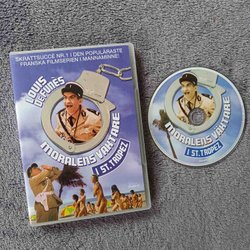 SKRATTSUCCÉ NR.1 I DEN POPULÄRASTE
FRANSKA FILMSERIEN I MANNAMINNE!
LOUIS
DE FUNÈS
MORALENS VÄKTARE
I ST. TROPEZ
MORALENS VÄKTARE
I ST. TROPEZ